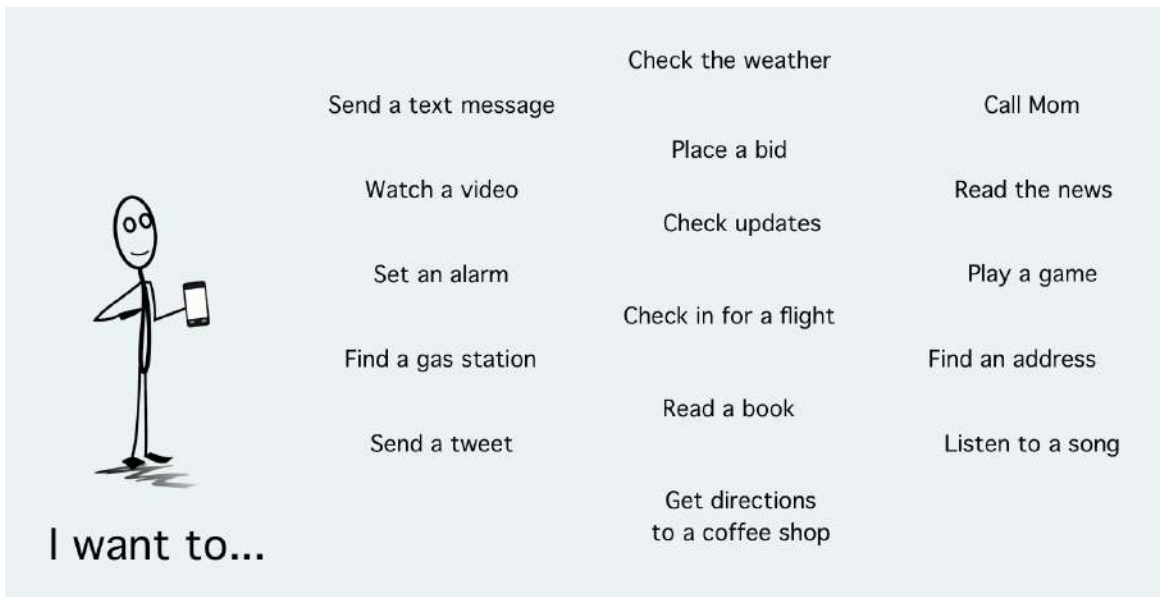 Check the weather
Send a text message
Call Mom
Place a bid
Watch a video
Read the news
Check updates
Set an alarm
Play a game
Check in for a flight
Find a gas station
Find an address
Read a book
Send a tweet
Listen to a song
Get directions
to a coffee shop
I want to...